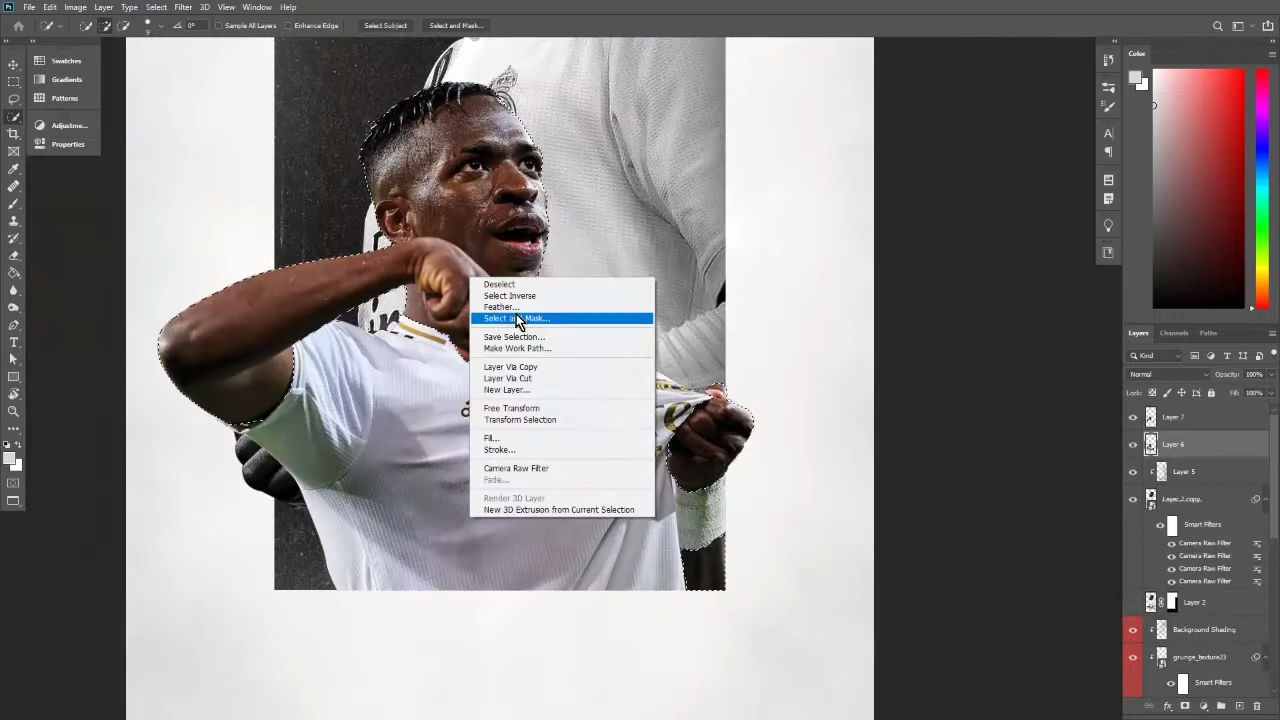 Ps File Edit Image Layer Type Select Filter 3D View Window Help
9 0° Sample All Layers Enhance Edge Select Subject Select and Mask...
Swatches
Gradients
Patterns
Adjustme...
Properties
Deselect
Select Inverse
Feather...
Select and Mask...
Save Selection...
Make Work Path...
Layer Via Copy
Layer Via Cut
New Layer...
Free Transform
Transform Selection
Fill...
Stroke...
Camera Raw Filter
Fade...
Render 3D Layer
New 3D Extrusion from Current Selection
Color
Layers Channels Paths
Kind
Normal Opacity: 100%
Lock: Fill: 100%
Layer 7
Layer 6
Layer 5
Layer 2 copy..
Smart Filters
Camera Raw Filter
Camera Raw Filter
Camera Raw Filter
Camera Raw Filter
Layer 2
Background Shading
grunge_texture23
Smart Filters